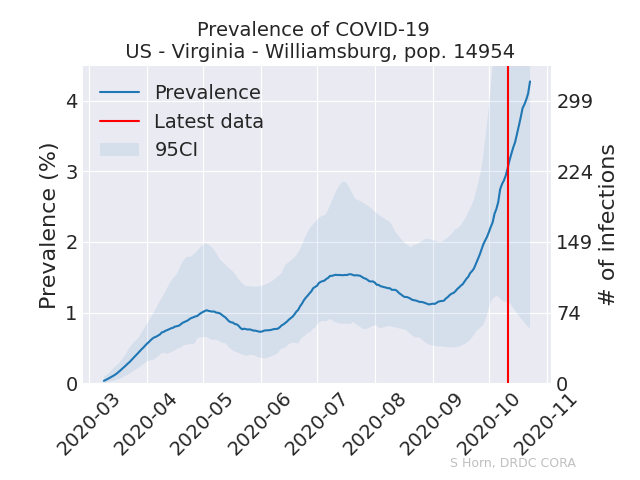 Prevalence of COVID-19
US - Virginia - Williamsburg, pop. 14954
Prevalence
Latest data
95CI
Prevalence (%)
4
3
2
1
0
299
224
149
74
0
# of infections
2020-03
2020-04
2020-05
2020-06
2020-07
2020-08
2020-09
2020-10
2020-11
S Horn, DRDC CORA